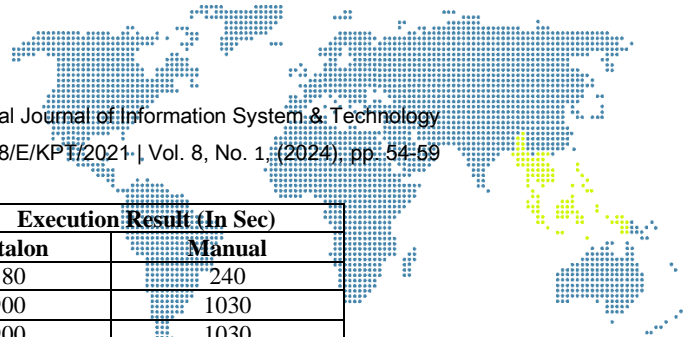 al Journal of Information System & Technology
8/E/KPT/2021 | Vol. 8, No. 1, (2024), pp. 54-59
Execution Result (In Sec)
talon Manual
80 240
00 1030
00 1030